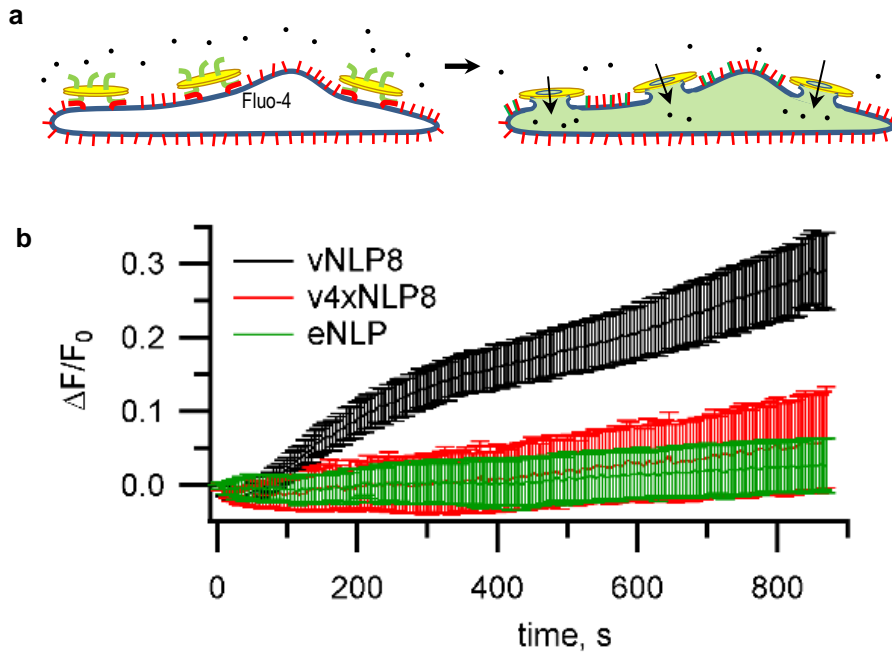 a
Fluo-4
b
vNLP8
v4xNLP8
eNLP
0.3
0.2
0.1
0.0
ΔF/F₀
0
200
400
600
800
time, s